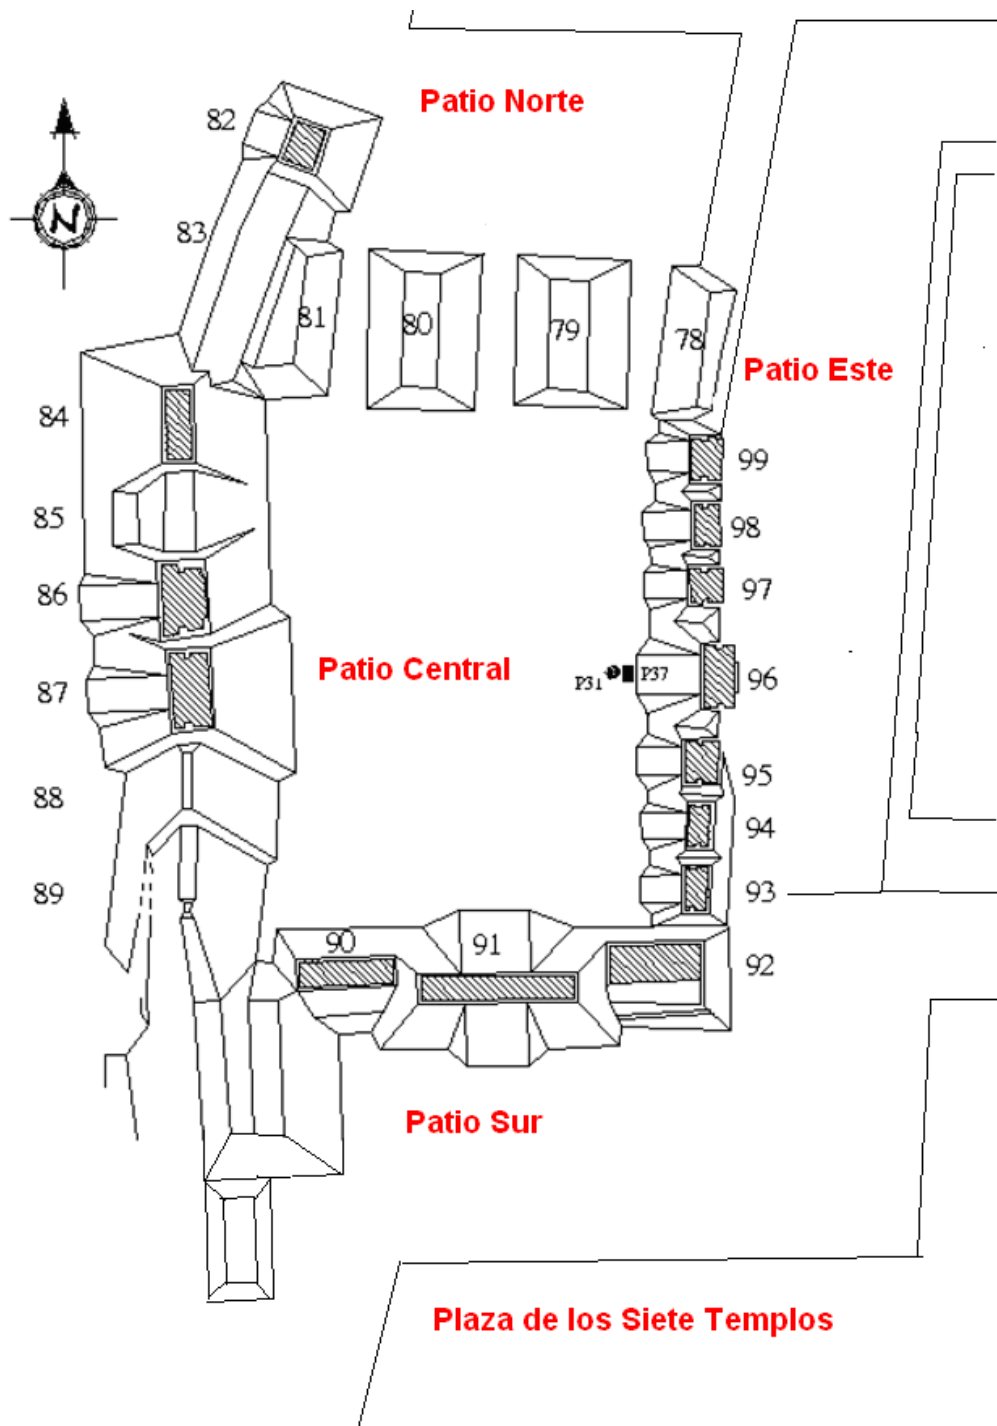 Patio Norte
82
83
81
80
79
78
Patio Este
84
99
85
98
86
97
Patio Central
P31
P37
96
87
95
88
94
89
93
90
91
92
Patio Sur
Plaza de los Siete Templos
N